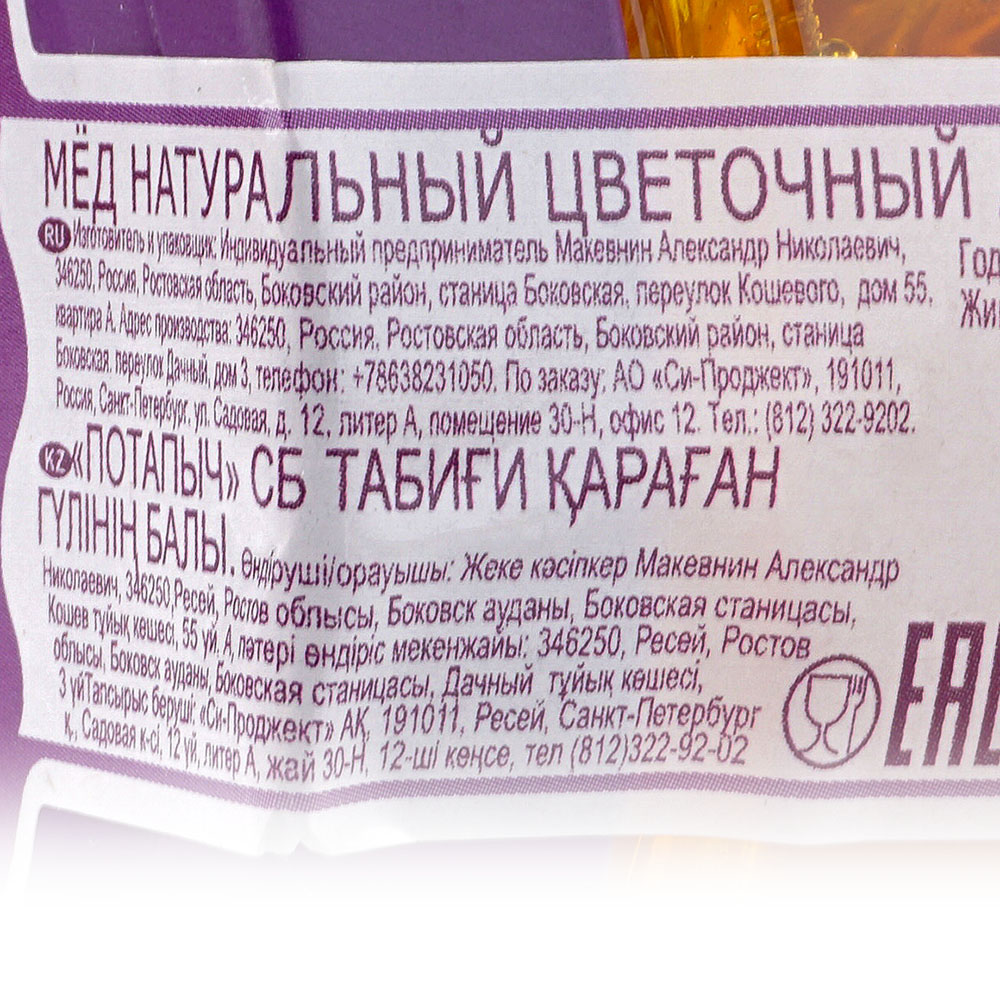 МЁД НАТУРАЛЬНЫЙ ЦВЕТОЧНЫЙ
RU Изготовитель и упаковщик: Индивидуальный предприниматель Макевнин Александр Николаевич,
346250, Россия, Ростовская область, Боковский район, станица Боковская, переулок Кошевого, дом 55,
квартира А. Адрес производства: 346250, Россия, Ростовская область, Боковский район, станица
Боковская, переулок Дачный, дом 3, телефон: +78638231050. По заказу: АО «Си-Проджект», 191011,
Россия, Санкт-Петербург, ул. Садовая, д. 12, литер А, помещение 30-Н, офис 12. Тел.: (812) 322-9202.
Год
KZ «ПОТАПЫЧ» СБ ТАБИҒИ ҚАРАҒАН
ГҮЛІНІҢ БАЛЫ. Өндіруші/ораушы: Жеке кәсіпкер Макевнин Александр
Николаевич, 346250, Ресей, Ростов облысы, Боковск ауданы, Боковская станицасы,
Кошев тұйық көшесі, 55 үй, А, пәтері өндіріс мекенжайы: 346250, Ресей, Ростов
облысы, Боковск ауданы, Боковская станицасы, Дачный тұйық көшесі,
3 үйТапсырыс беруші: «Си-Проджект» АҚ, 191011, Ресей, Санкт-Петербург
қ., Садовая к-сі, 12 үй, литер А, жай 30-Н, 12-ші кеңсе, тел (812)322-92-02
EAC